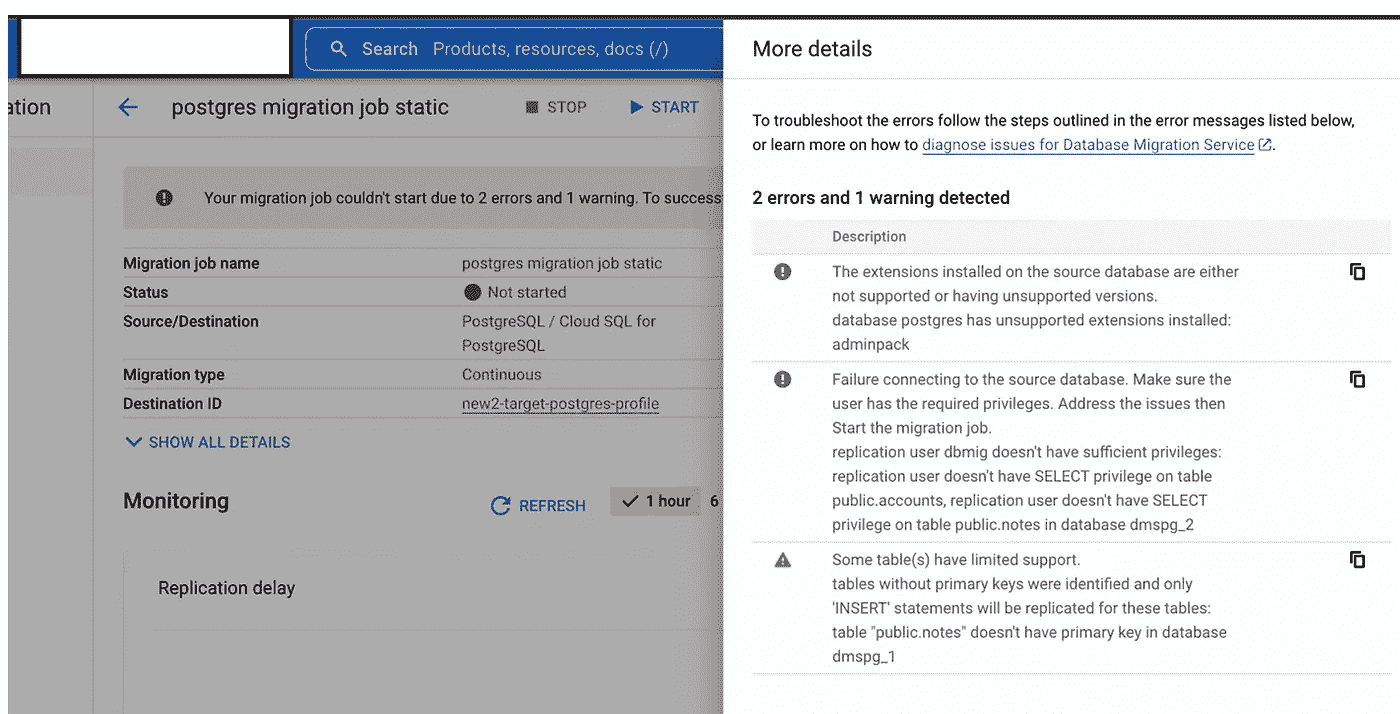 Search Products, resources, docs (/)
ation
postgres migration job static
STOP
START
Your migration job couldn't start due to 2 errors and 1 warning. To success
Migration job name postgres migration job static
Status Not started
Source/Destination PostgreSQL / Cloud SQL for
PostgreSQL
Migration type Continuous
Destination ID new2-target-postgres-profile
SHOW ALL DETAILS
Monitoring
REFRESH
1 hour
6
Replication delay
More details
To troubleshoot the errors follow the steps outlined in the error messages listed below,
or learn more on how to diagnose issues for Database Migration Service.
2 errors and 1 warning detected
Description
The extensions installed on the source database are either
not supported or having unsupported versions.
database postgres has unsupported extensions installed:
adminpack
Failure connecting to the source database. Make sure the
user has the required privileges. Address the issues then
Start the migration job.
replication user dbmig doesn't have sufficient privileges:
replication user doesn't have SELECT privilege on table
public.accounts, replication user doesn't have SELECT
privilege on table public.notes in database dmspg_2
Some table(s) have limited support.
tables without primary keys were identified and only
'INSERT' statements will be replicated for these tables:
table "public.notes" doesn't have primary key in database
dmspg_1